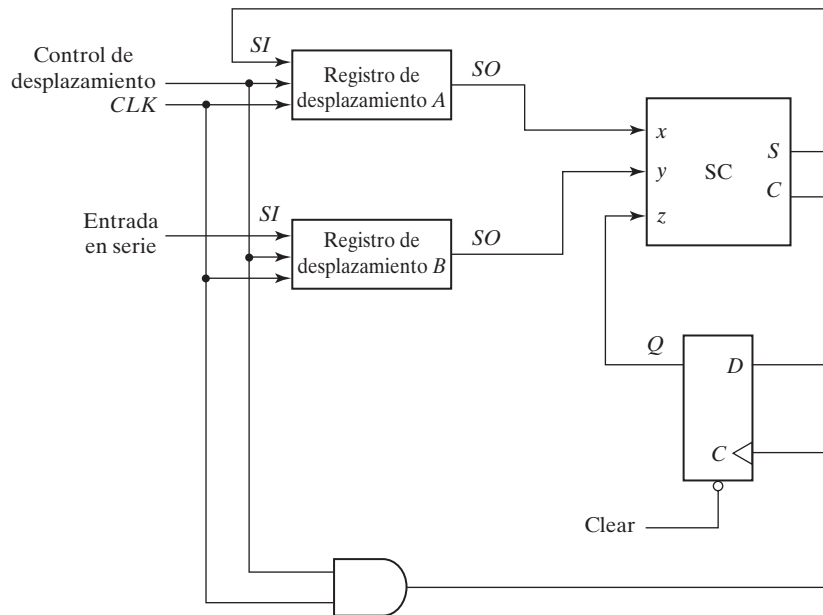 SI
Control de
desplazamiento
CLK
Registro de
desplazamiento A
SO
x
y
z
SC
S
C
Entrada
en serie
SI
Registro de
desplazamiento B
SO
Q
D
C
Clear